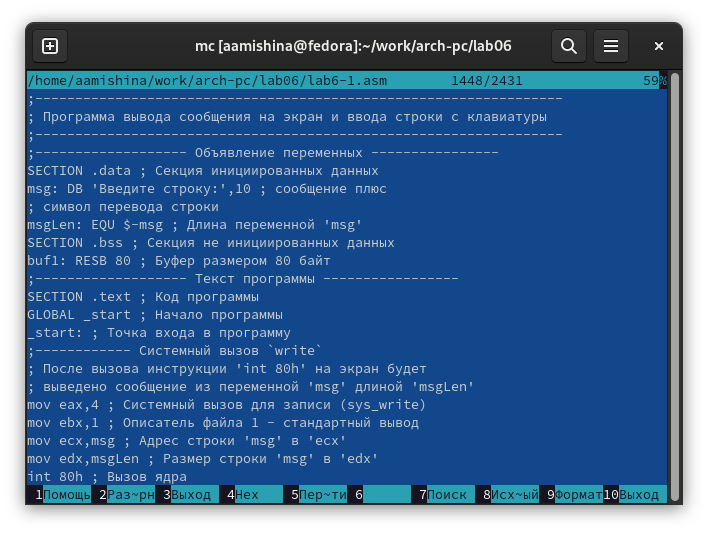 mc [aamishina@fedora]:~/work/arch-pc/lab06
/home/aamishina/work/arch-pc/lab06/lab6-1.asm 1448/2431 59%
;------------------------------------------------------------------
; Программа вывода сообщения на экран и ввода строки с клавиатуры
;------------------------------------------------------------------
;------------------- Объявление переменных ----------------
SECTION .data ; Секция инициированных данных
msg: DB 'Введите строку:',10 ; сообщение плюс
; символ перевода строки
msgLen: EQU $-msg ; Длина переменной 'msg'
SECTION .bss ; Секция не инициированных данных
buf1: RESB 80 ; Буфер размером 80 байт
;------------------- Текст программы -----------------
SECTION .text ; Код программы
GLOBAL _start ; Начало программы
_start: ; Точка входа в программу
;------------ Системный вызов `write`
; После вызова инструкции 'int 80h' на экран будет
; выведено сообщение из переменной 'msg' длиной 'msgLen'
mov eax,4 ; Системный вызов для записи (sys_write)
mov ebx,1 ; Описатель файла 1 - стандартный вывод
mov ecx,msg ; Адрес строки 'msg' в 'ecx'
mov edx,msgLen ; Размер строки 'msg' в 'edx'
int 80h ; Вызов ядра
1Помощь 2Раз~рн 3Выход 4Hex 5Пер~ти 6 7Поиск 8Исх~ый 9Формат 10Выход